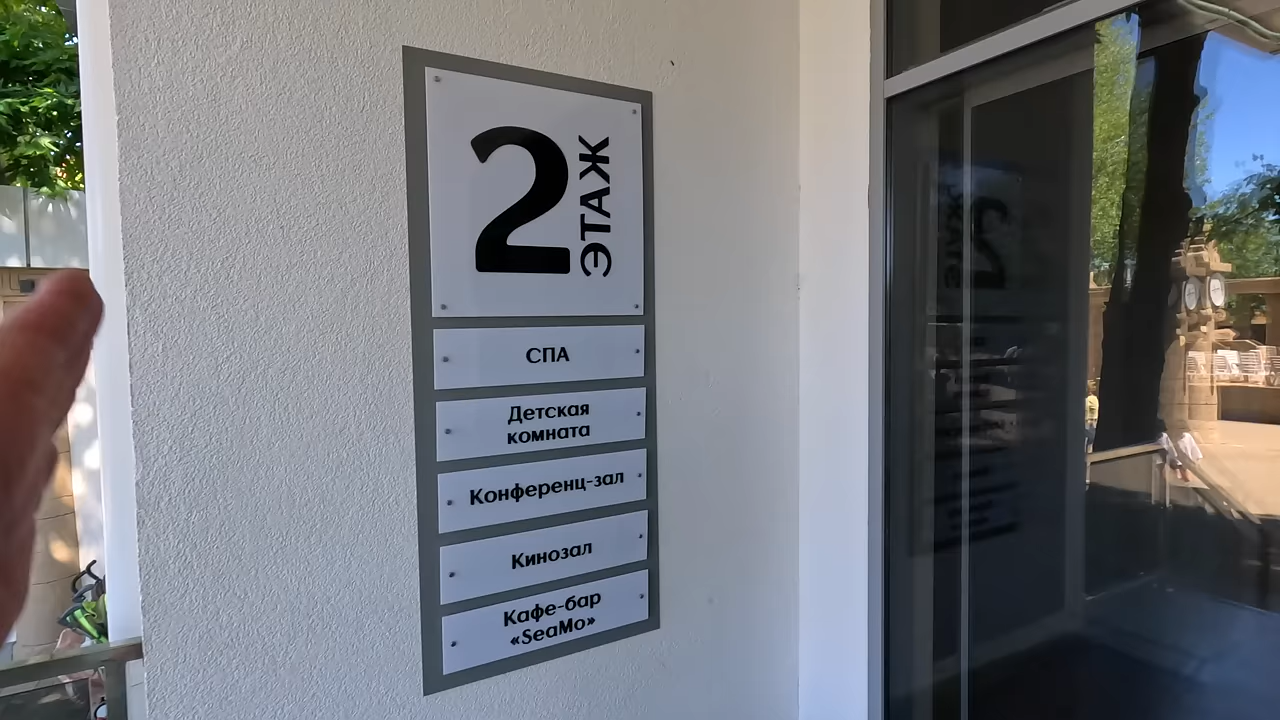 2
ЭТАЖ
СПА
Детская
комната
Конференц-зал
Кинозал
Кафе-бар
«SeaMo»